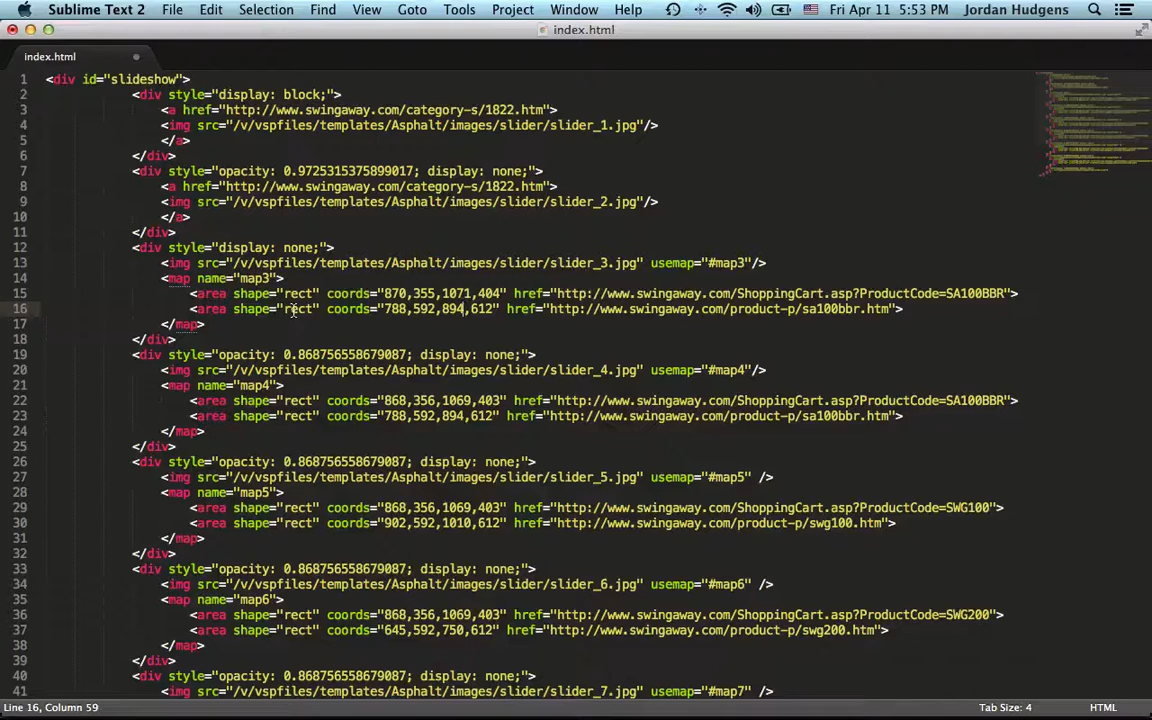 Sublime Text 2 File Edit Selection Find View Goto Tools Project Window Help Fri Apr 11 5:53 PM Jordan Hudgens
index.html
index.html
1 <div id="slideshow">
2 <div style="display: block;">
3 <a href="http://www.swingaway.com/category-s/1822.htm">
4 <img src="/v/vspfiles/templates/Asphalt/images/slider/slider_1.jpg"/>
5 </a>
6 </div>
7 <div style="opacity: 0.9725315375899017; display: none;">
8 <a href="http://www.swingaway.com/category-s/1822.htm">
9 <img src="/v/vspfiles/templates/Asphalt/images/slider/slider_2.jpg"/>
10 </a>
11 </div>
12 <div style="display: none;">
13 <img src="/v/vspfiles/templates/Asphalt/images/slider/slider_3.jpg" usemap="#map3"/>
14 <map name="map3">
15 <area shape="rect" coords="870,355,1071,404" href="http://www.swingaway.com/ShoppingCart.asp?ProductCode=SA100BBR">
16 <area shape="rect" coords="788,592,894,612" href="http://www.swingaway.com/product-p/sa100bbr.htm">
17 </map>
18 </div>
19 <div style="opacity: 0.868756558679087; display: none;">
20 <img src="/v/vspfiles/templates/Asphalt/images/slider/slider_4.jpg" usemap="#map4"/>
21 <map name="map4">
22 <area shape="rect" coords="868,356,1069,403" href="http://www.swingaway.com/ShoppingCart.asp?ProductCode=SA100BBR">
23 <area shape="rect" coords="788,592,894,612" href="http://www.swingaway.com/product-p/sa100bbr.htm">
24 </map>
25 </div>
26 <div style="opacity: 0.868756558679087; display: none;">
27 <img src="/v/vspfiles/templates/Asphalt/images/slider/slider_5.jpg" usemap="#map5" />
28 <map name="map5">
29 <area shape="rect" coords="868,356,1069,403" href="http://www.swingaway.com/ShoppingCart.asp?ProductCode=SWG100">
30 <area shape="rect" coords="902,592,1010,612" href="http://www.swingaway.com/product-p/swg100.htm">
31 </map>
32 </div>
33 <div style="opacity: 0.868756558679087; display: none;">
34 <img src="/v/vspfiles/templates/Asphalt/images/slider/slider_6.jpg" usemap="#map6" />
35 <map name="map6">
36 <area shape="rect" coords="868,356,1069,403" href="http://www.swingaway.com/ShoppingCart.asp?ProductCode=SWG200">
37 <area shape="rect" coords="645,592,750,612" href="http://www.swingaway.com/product-p/swg200.htm">
38 </map>
39 </div>
40 <div style="opacity: 0.868756558679087; display: none;">
41 <img src="/v/vspfiles/templates/Asphalt/images/slider/slider_7.jpg" usemap="#map7" />
Line 16, Column 59 Tab Size: 4 HTML